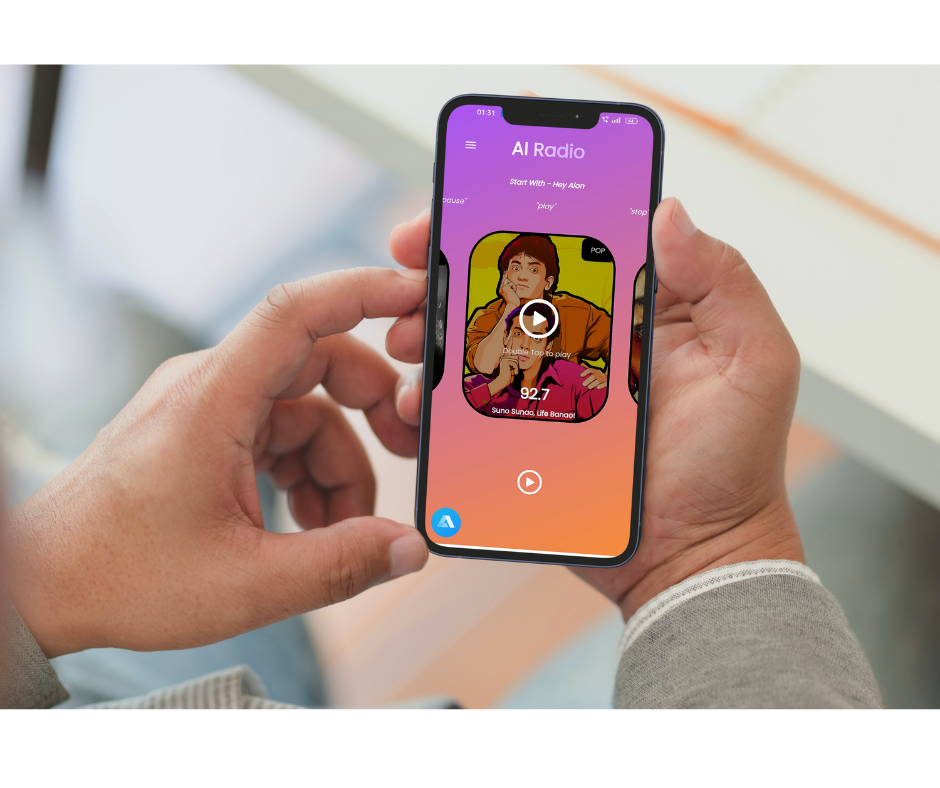 01:31
44
AI Radio
Start With - Hey Alan
pause"
"play"
"stop
POP
Double Tap to play
92.7
Suno Sunao, Life Banao!